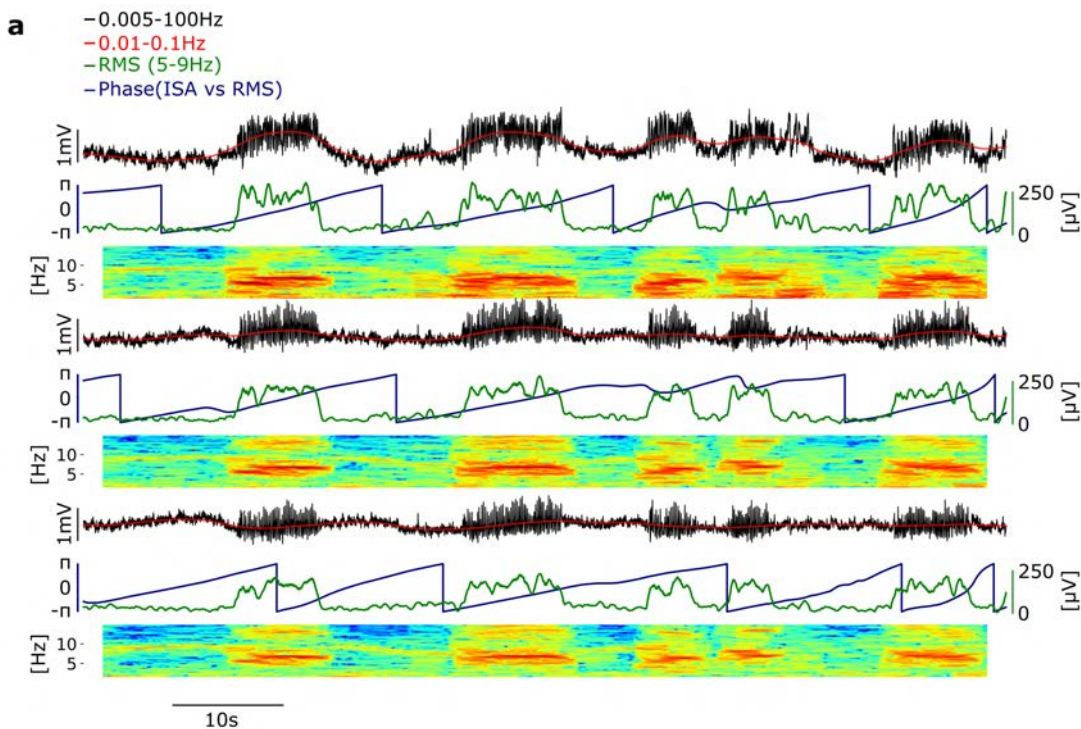 a
–0.005-100Hz
–0.01-0.1Hz
–RMS (5-9Hz)
–Phase(ISA vs RMS)
1mV
π
0
-π
250
0
[µV]
[Hz]
10
5
1mV
π
0
-π
250
0
[µV]
[Hz]
10
5
1mV
π
0
-π
250
0
[µV]
[Hz]
10
5
10s